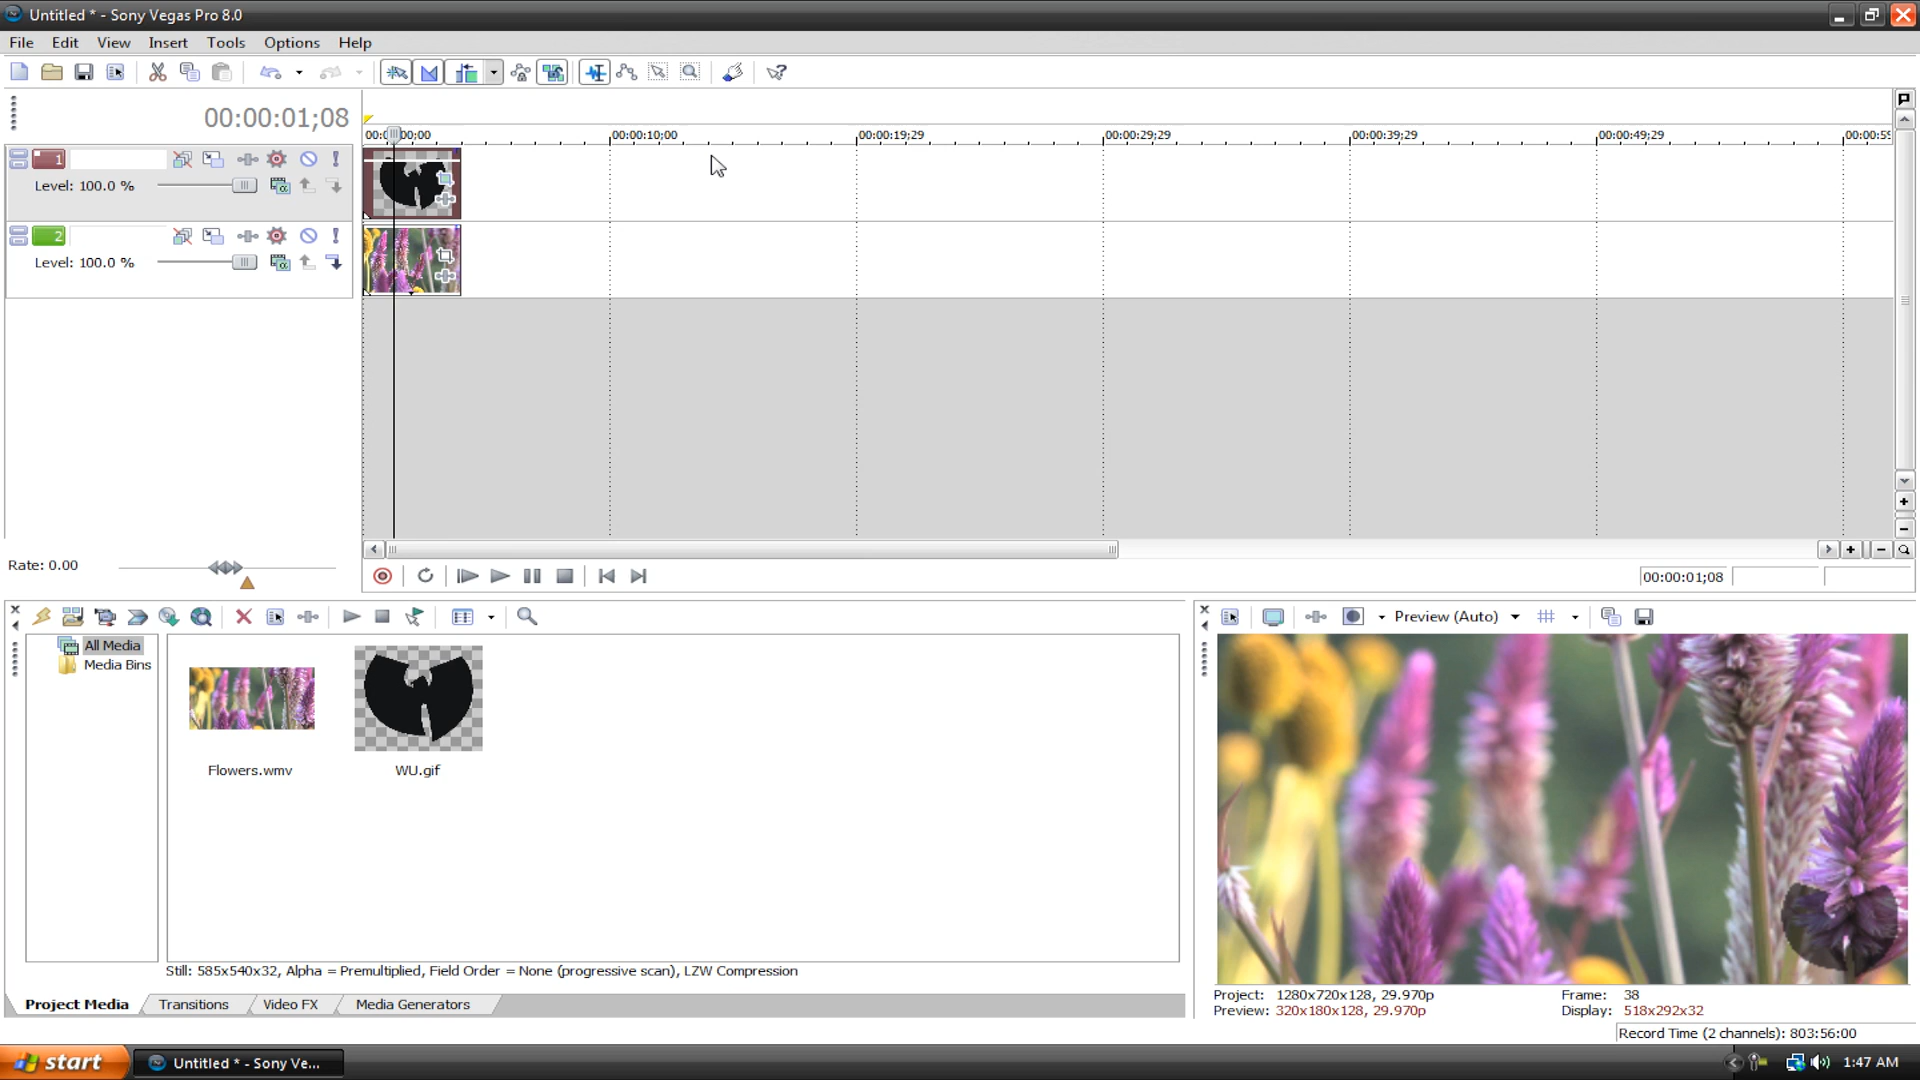 Untitled * - Sony Vegas Pro 8.0
File Edit View Insert Tools Options Help
00:00:01;08
00:00:10;00 00:00:19;29 00:00:29;29 00:00:39;29 00:00:49;29
1
Level: 100.0 %
2
Level: 100.0 %
Rate: 0.00
00:00:01;08
Preview (Auto)
All Media
Media Bins
Flowers.wmv
WU.gif
Still: 585x540x32, Alpha = Premultiplied, Field Order = None (progressive scan), LZW Compression
Project Media Transitions Video FX Media Generators
Project: 1280x720x128, 29.970p
Frame: 38
Preview: 320x180x128, 29.970p
Display: 518x292x32
Record Time (2 channels): 803:56:00
start
Untitled * - Sony Ve...
1:47 AM